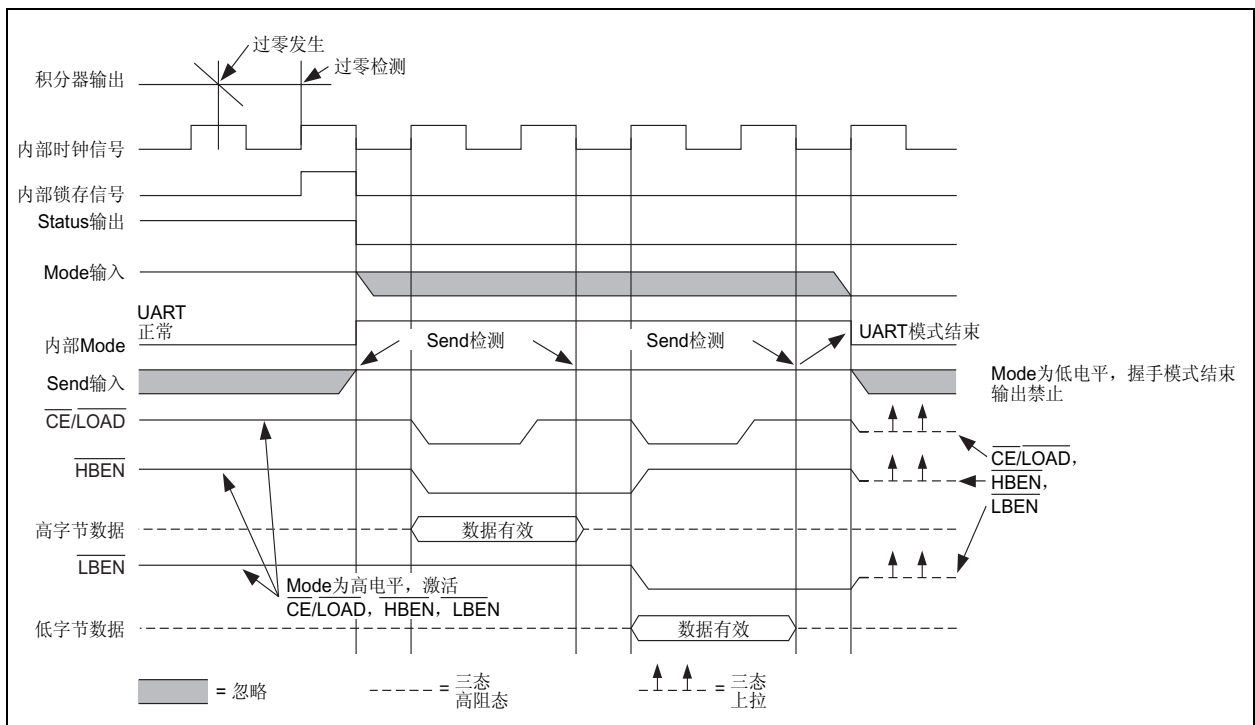 过零发生
过零检测
积分器输出
内部时钟信号
内部锁存信号
Status输出
Mode输入
UART
正常
内部Mode
Send检测
Send检测
UART模式结束
Send输入
Mode为低电平，握手模式结束
输出禁止
CE/LOAD
CE/LOAD，
HBEN，
LBEN
HBEN
高字节数据
数据有效
LBEN
Mode为高电平，激活
CE/LOAD，HBEN，LBEN
低字节数据
数据有效
= 忽略
= 三态
高阻态
= 三态
上拉